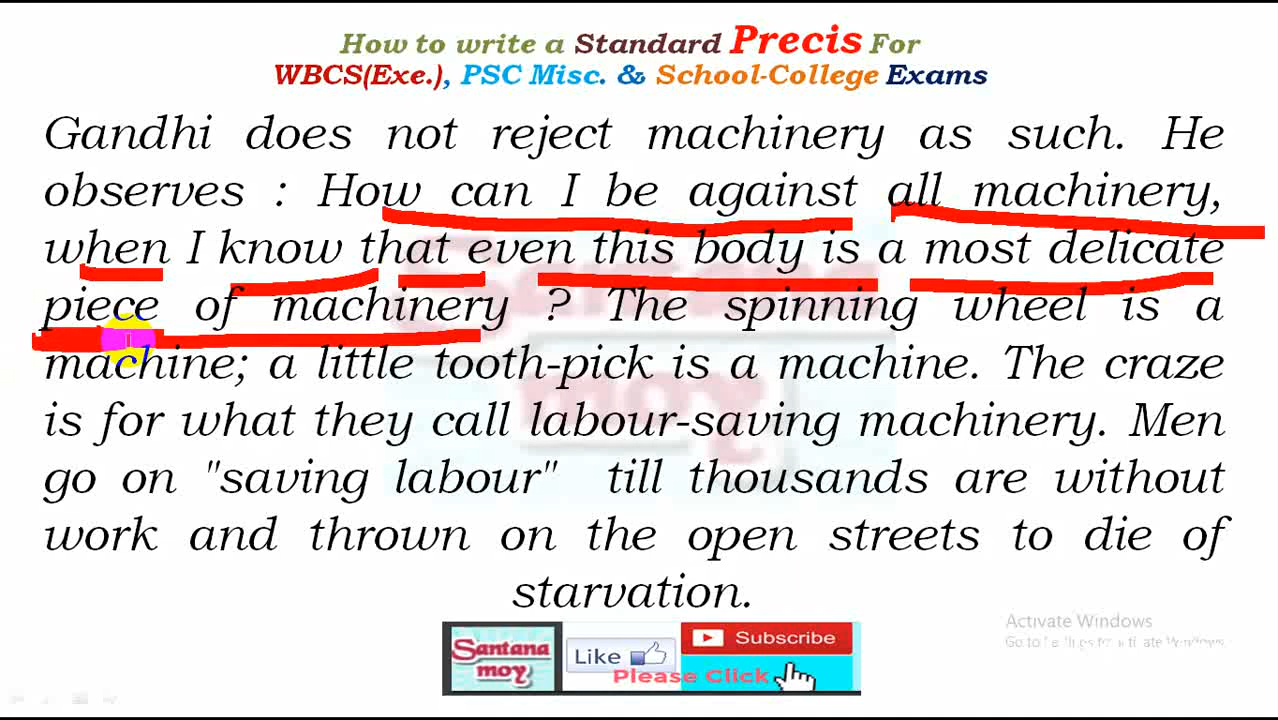 How to write a Standard Precis For
WBCS(Exe.), PSC Misc. & School-College Exams
Gandhi does not reject machinery as such. He
observes : How can I be against all machinery,
when I know that even this body is a most delicate
piece of machinery ? The spinning wheel is a
machine; a little tooth-pick is a machine. The craze
is for what they call labour-saving machinery. Men
go on "saving labour" till thousands are without
work and thrown on the open streets to die of
starvation.
Santana
moy
Santana
moy
Like
Subscribe
Please Click
Activate Windows
Go to